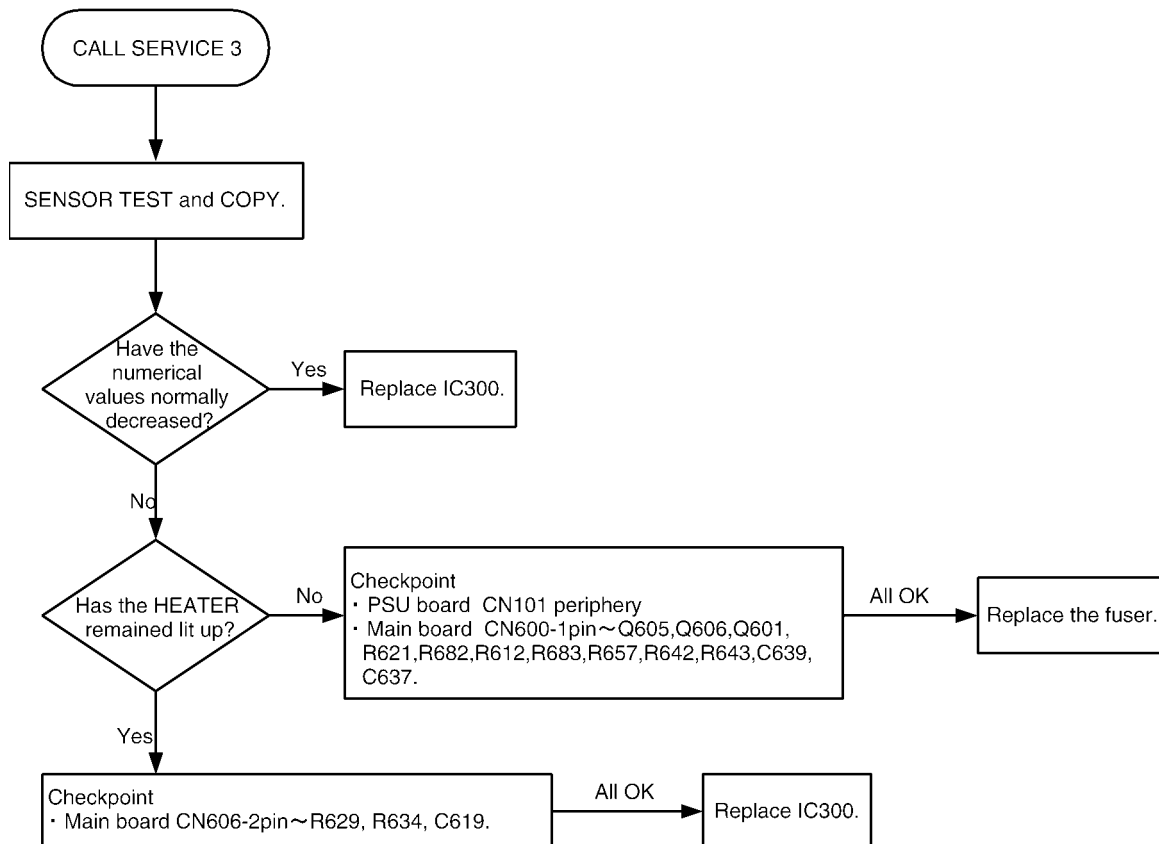 CALL SERVICE 3
SENSOR TEST and COPY.
Have the
numerical
values normally
decreased?
Yes
Replace IC300.
No
Has the HEATER
remained lit up?
No
Checkpoint
・PSU board  CN101 periphery
・Main board  CN600-1pin～Q605,Q606,Q601,
R621,R682,R612,R683,R657,R642,R643,C639,
C637.
All OK
Replace the fuser.
Yes
Checkpoint
・Main board CN606-2pin～R629, R634, C619.
All OK
Replace IC300.